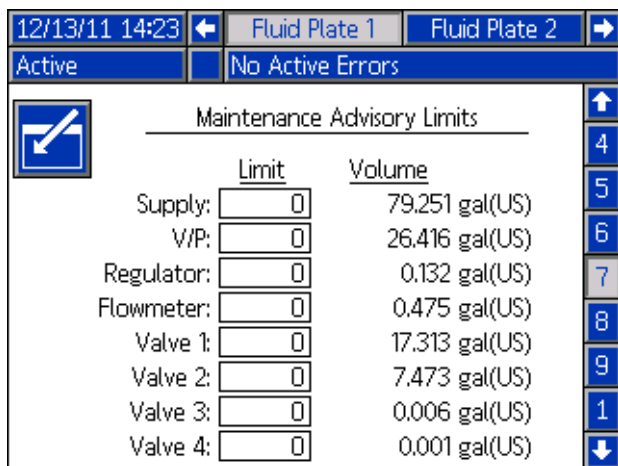 12/13/11 14:23 Fluid Plate 1 Fluid Plate 2
Active No Active Errors
Maintenance Advisory Limits
Limit Volume
Supply: 0 79.251 gal(US)
V/P: 0 26.416 gal(US)
Regulator: 0 0.132 gal(US)
Flowmeter: 0 0.475 gal(US)
Valve 1: 0 17.313 gal(US)
Valve 2: 0 7.473 gal(US)
Valve 3: 0 0.006 gal(US)
Valve 4: 0 0.001 gal(US)
4
5
6
7
8
9
1